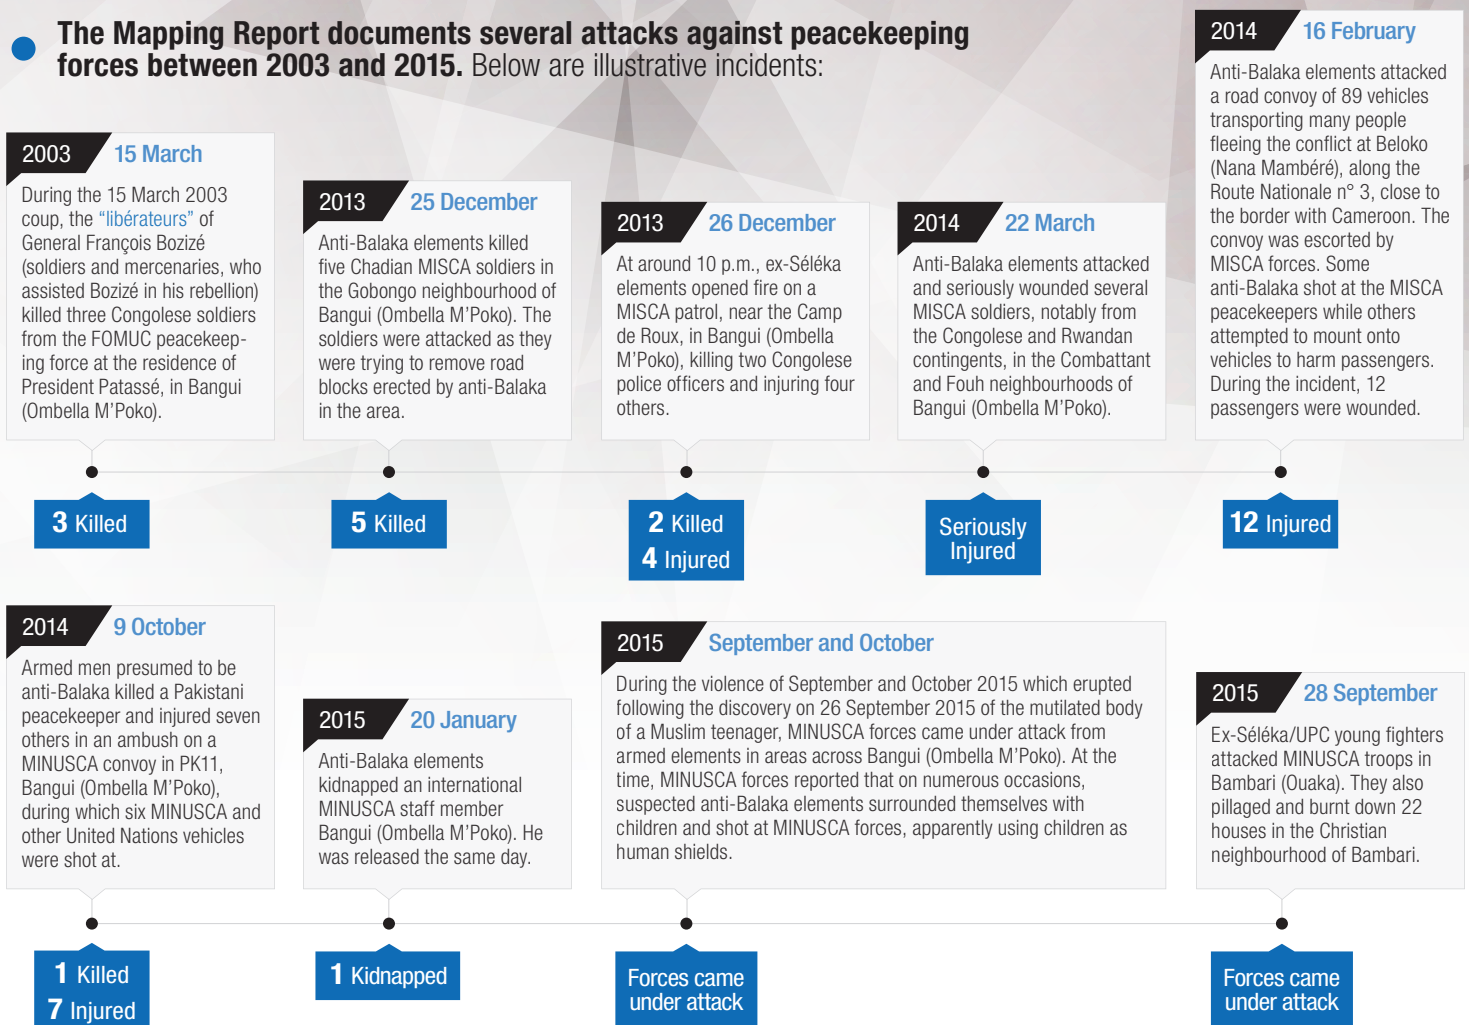 The Mapping Report documents several attacks against peacekeeping
forces between 2003 and 2015. Below are illustrative incidents:
2003 15 March
During the 15 March 2003
coup, the “libérateurs” of
General François Bozizé
(soldiers and mercenaries, who
assisted Bozizé in his rebellion)
killed three Congolese soldiers
from the FOMUC peacekeep-
ing force at the residence of
President Patassé, in Bangui
(Ombella M’Poko).
3 Killed
2013 25 December
Anti-Balaka elements killed
five Chadian MISCA soldiers in
the Gobongo neighbourhood of
Bangui (Ombella M’Poko). The
soldiers were attacked as they
were trying to remove road
blocks erected by anti-Balaka
in the area.
5 Killed
2013 26 December
At around 10 p.m., ex-Séléka
elements opened fire on a
MISCA patrol, near the Camp
de Roux, in Bangui (Ombella
M’Poko), killing two Congolese
police officers and injuring four
others.
2 Killed
4 Injured
2014 22 March
Anti-Balaka elements attacked
and seriously wounded several
MISCA soldiers, notably from
the Congolese and Rwandan
contingents, in the Combattant
and Fouh neighbourhoods of
Bangui (Ombella M’Poko).
Seriously
Injured
2014 16 February
Anti-Balaka elements attacked
a road convoy of 89 vehicles
transporting many people
fleeing the conflict at Beloko
(Nana Mambéré), along the
Route Nationale n° 3, close to
the border with Cameroon. The
convoy was escorted by
MISCA forces. Some
anti-Balaka shot at the MISCA
peacekeepers while others
attempted to mount onto
vehicles to harm passengers.
During the incident, 12
passengers were wounded.
12 Injured
2014 9 October
Armed men presumed to be
anti-Balaka killed a Pakistani
peacekeeper and injured seven
others in an ambush on a
MINUSCA convoy in PK11,
Bangui (Ombella M’Poko),
during which six MINUSCA and
other United Nations vehicles
were shot at.
1 Killed
7 Injured
2015 20 January
Anti-Balaka elements
kidnapped an international
MINUSCA staff member
Bangui (Ombella M’Poko). He
was released the same day.
1 Kidnapped
2015 September and October
During the violence of September and October 2015 which erupted
following the discovery on 26 September 2015 of the mutilated body
of a Muslim teenager, MINUSCA forces came under attack from
armed elements in areas across Bangui (Ombella M’Poko). At the
time, MINUSCA forces reported that on numerous occasions,
suspected anti-Balaka elements surrounded themselves with
children and shot at MINUSCA forces, apparently using children as
human shields.
Forces came
under attack
2015 28 September
Ex-Séléka/UPC young fighters
attacked MINUSCA troops in
Bambari (Ouaka). They also
pillaged and burnt down 22
houses in the Christian
neighbourhood of Bambari.
Forces came
under attack